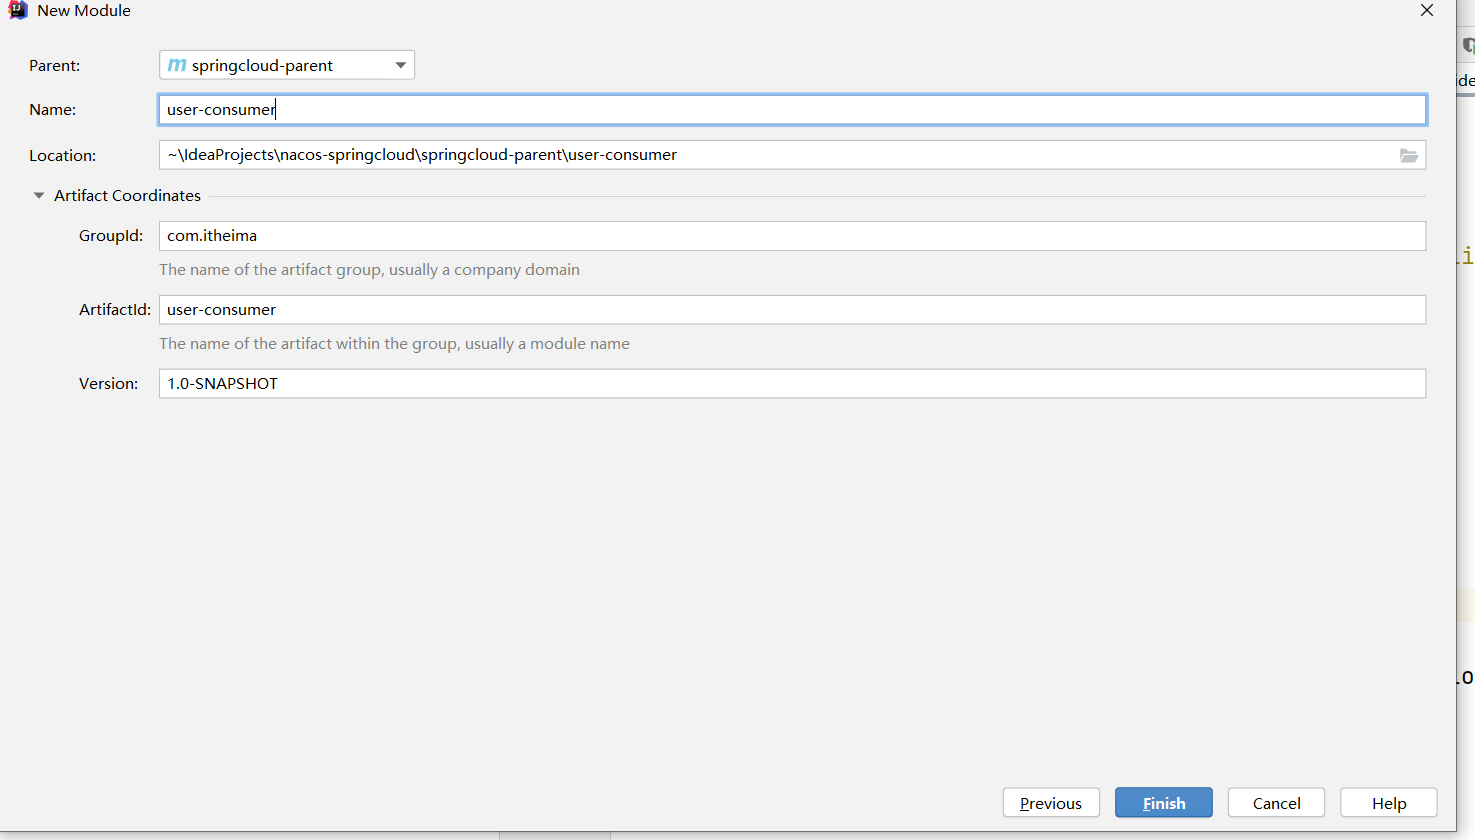 New Module
Parent: springcloud-parent
Name: user-consumer
Location: ~\IdeaProjects\nacos-springcloud\springcloud-parent\user-consumer
Artifact Coordinates
GroupId: com.itheima
The name of the artifact group, usually a company domain
ArtifactId: user-consumer
The name of the artifact within the group, usually a module name
Version: 1.0-SNAPSHOT
Previous Finish Cancel Help